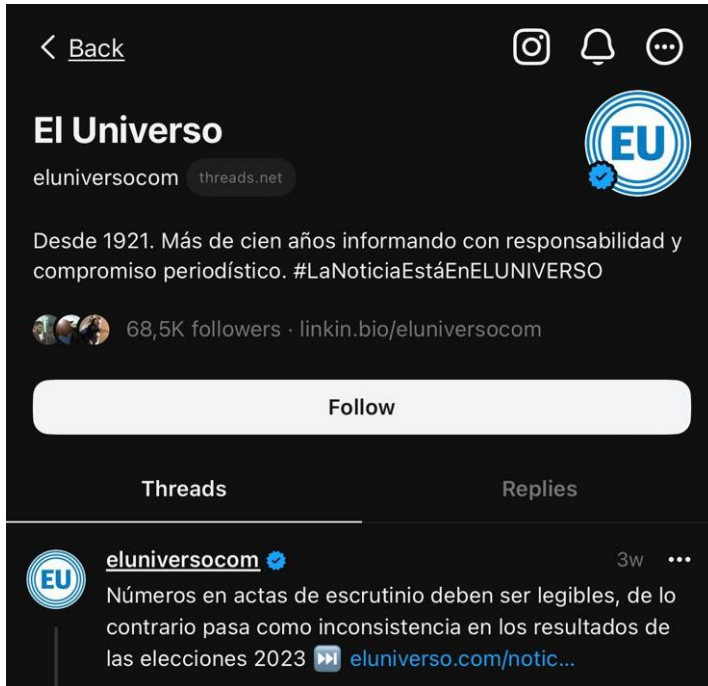 Back
El Universo
EU
eluniversocom threads.net
Desde 1921. Más de cien años informando con responsabilidad y
compromiso periodístico. #LaNoticiaEstáEnELUNIVERSO
68,5K followers · linkin.bio/eluniversocom
Follow
Threads Replies
EU
eluniversocom 3w
Números en actas de escrutinio deben ser legibles, de lo
contrario pasa como inconsistencia en los resultados de
las elecciones 2023 ⏭️ eluniverso.com/notic...